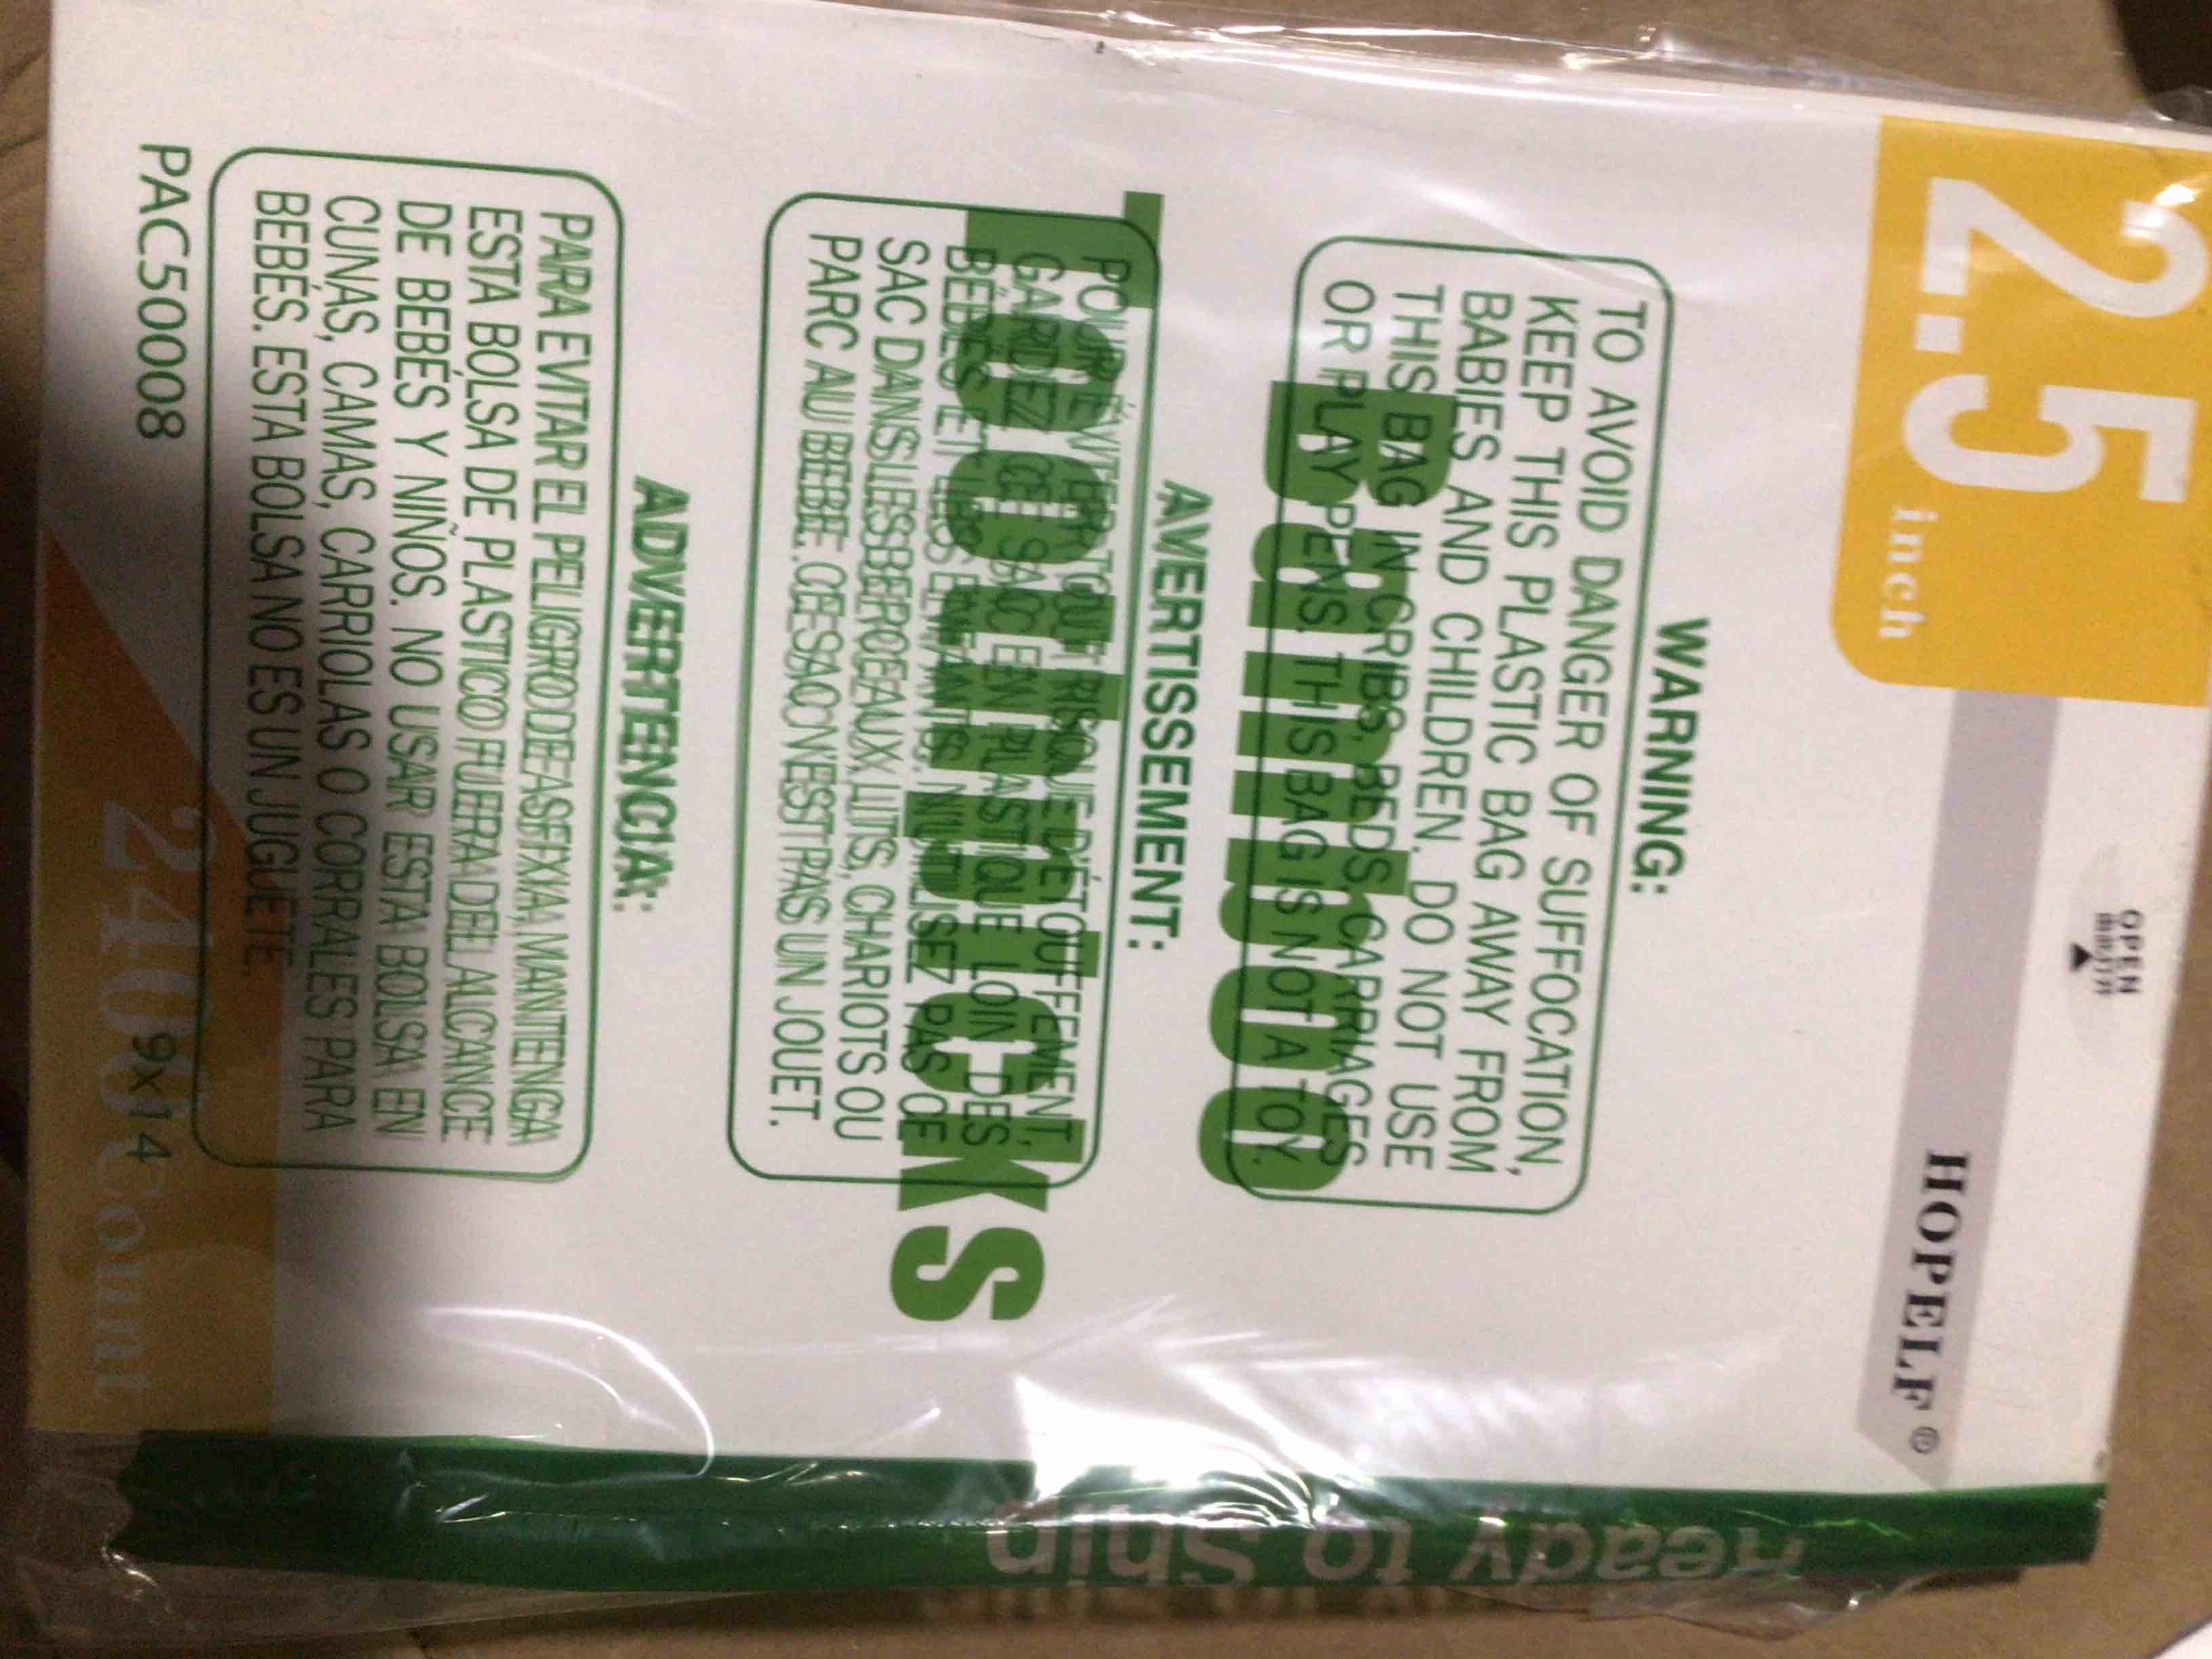 2.5 inch
OPEN
HOPELF®
WARNING:
TO AVOID DANGER OF SUFFOCATION,
KEEP THIS PLASTIC BAG AWAY FROM
BABIES AND CHILDREN. DO NOT USE
THIS BAG IN CRIBS, BEDS, CARRIAGES
OR PLAY PENS. THIS BAG IS NOT A TOY.
Bamboo
AVERTISSEMENT:
POUR ÉVITER TOUT RISQUE D'ÉTOUFFEMENT,
GARDEZ CE SAC EN PLASTIQUE LOIN DES
BÉBÉS ET LES ENFANTS. N'UTILISEZ PAS CE
SAC DANS LES BERCEAUX, LITS, CHARIOTS OU
PARC AU BEBE. CE SAC N'EST PAS UN JOUET.
Toothpicks
ADVERTENCIA:
PARA EVITAR EL PELIGRO DE ASFIXIA, MANTENGA
ESTA BOLSA DE PLASTICO FUERA DEL ALCANCE
DE BEBÉS Y NIÑOS. NO USAR ESTA BOLSA EN
CUNAS, CAMAS, CARRIOLAS O CORRALES PARA
BEBÉS. ESTA BOLSA NO ES UN JUGUETE.
PAC50008
9x14
240 Count
Ready to Ship